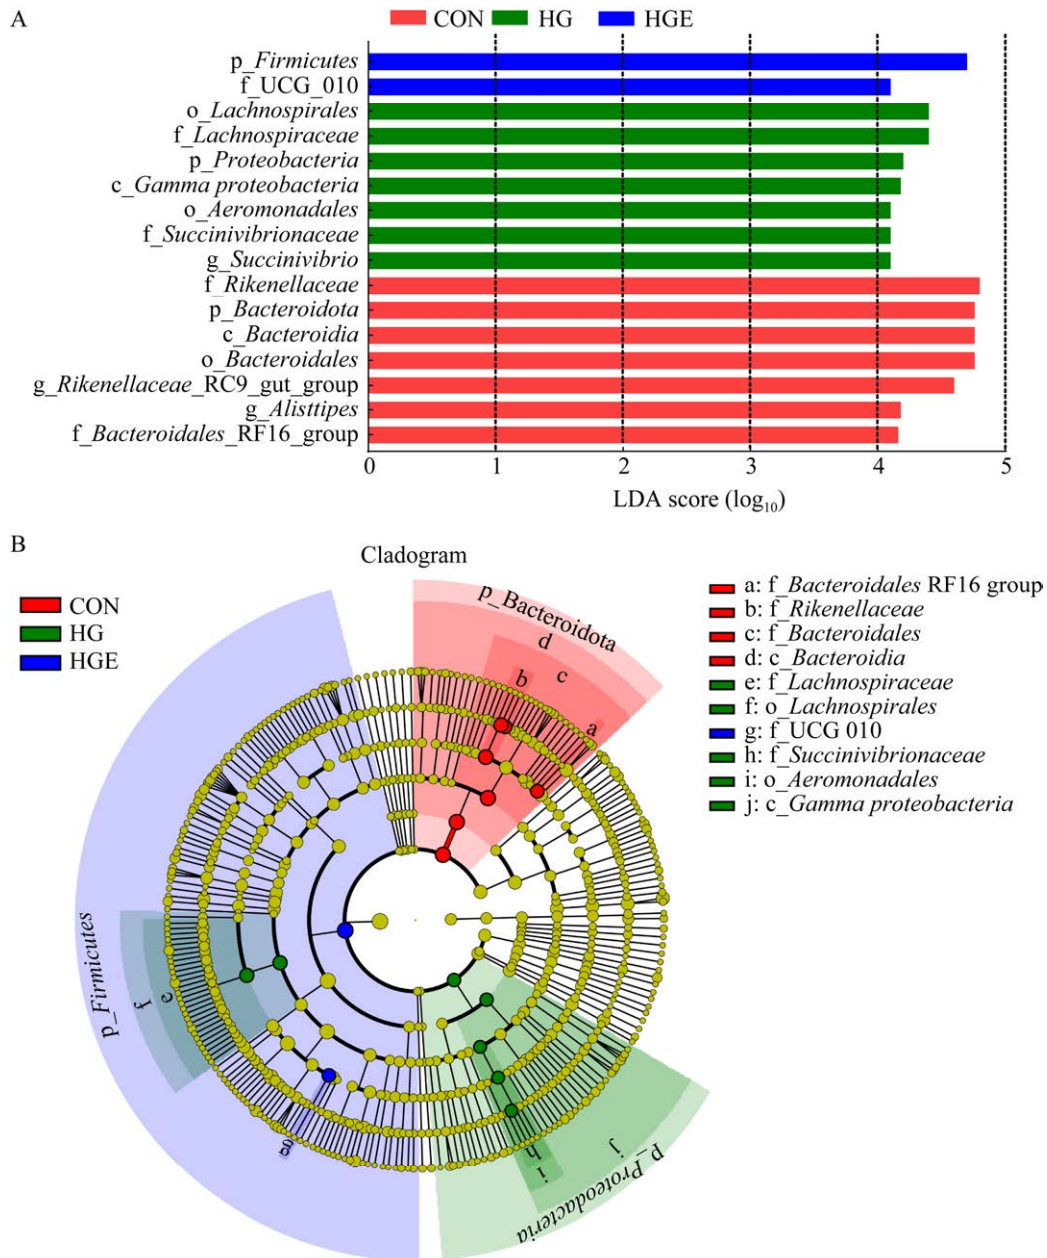 A
CON HG HGE
p_Firmicutes
f_UCG_010
o_Lachnospirales
f_Lachnospiraceae
p_Proteobacteria
c_Gamma proteobacteria
o_Aeromonadales
f_Succinivibrionaceae
g_Succinivibrio
f_Rikenellaceae
p_Bacteroidota
c_Bacteroidia
o_Bacteroidales
g_Rikenellaceae_RC9_gut_group
g_Alisttipes
f_Bacteroidales_RF16_group
0 1 2 3 4 5
LDA score (log₁₀)
B
Cladogram
CON
HG
HGE
p_Bacteroidota
d
c
b
a
p_Firmicutes
f
e
g
h
i
j
p_Proteodacteria
a: f_Bacteroidales RF16 group
b: f_Rikenellaceae
c: f_Bacteroidales
d: c_Bacteroidia
e: f_Lachnospiraceae
f: o_Lachnospirales
g: f_UCG 010
h: f_Succinivibrionaceae
i: o_Aeromonadales
j: c_Gamma proteobacteria